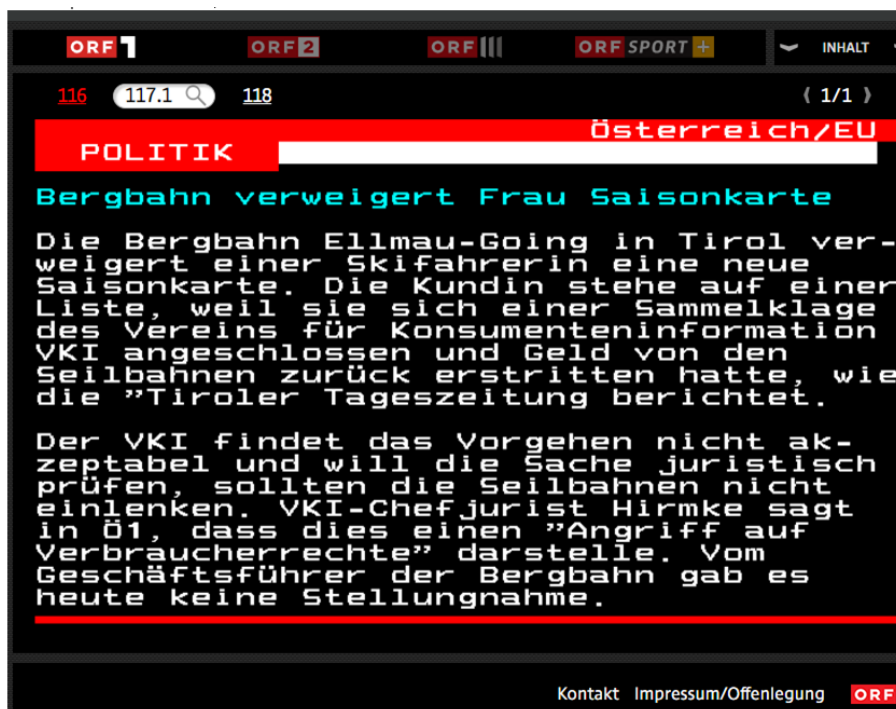 ORF 1 ORF 2 ORF III ORF SPORT + INHALT
116 117.1 118 ( 1/1 )
Österreich/EU
POLITIK
Bergbahn verweigert Frau Saisonkarte
Die Bergbahn Ellmau-Going in Tirol ver-
weigert einer Skifahrerin eine neue
Saisonkarte. Die Kundin stehe auf einer
Liste, weil sie sich einer Sammelklage
des Vereins für Konsumenteninformation
VKI angeschlossen und Geld von den
Seilbahnen zurück erstritten hatte, wie
die "Tiroler Tageszeitung berichtet.
Der VKI findet das Vorgehen nicht ak-
zeptabel und will die Sache juristisch
prüfen, sollten die Seilbahnen nicht
einlenken. VKI-Chefjurist Hirmke sagt
in Ö1, dass dies einen "Angriff auf
Verbraucherrechte" darstelle. Vom
Geschäftsführer der Bergbahn gab es
heute keine Stellungnahme.
Kontakt Impressum/Offenlegung ORF